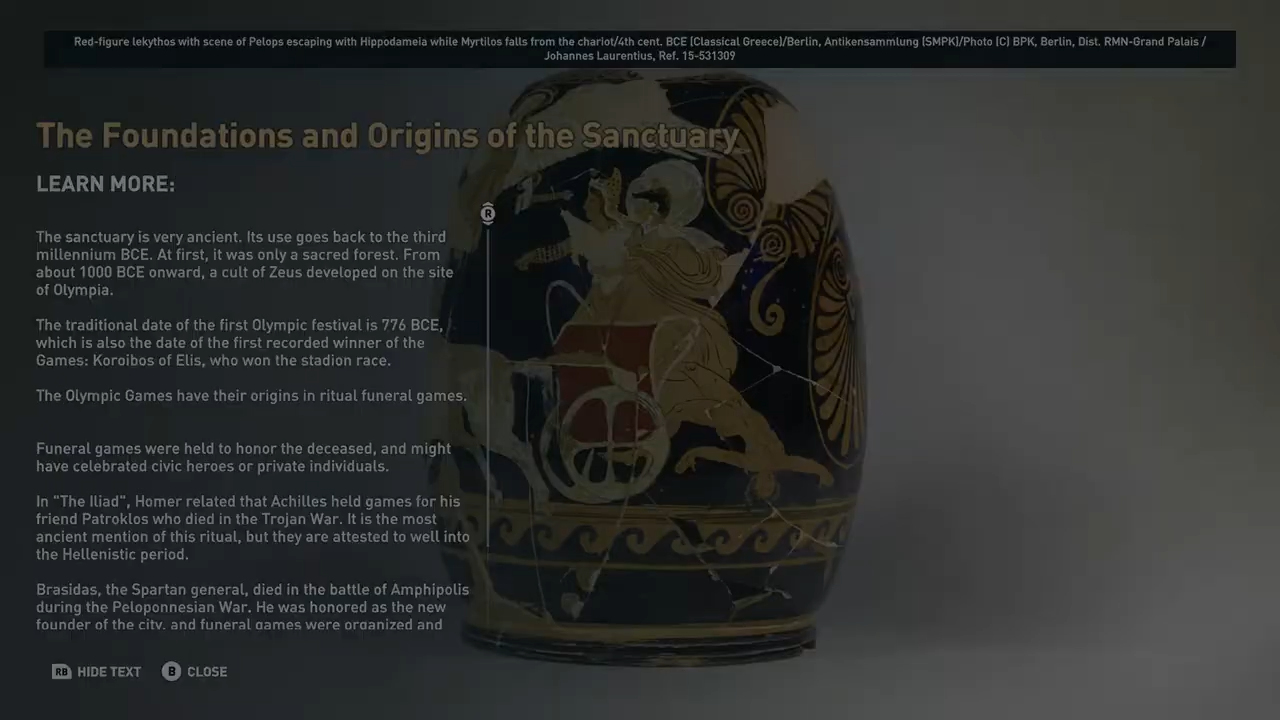 Red-figure lekythos with scene of Pelops escaping with Hippodameia while Myrtilos falls from the chariot/4th cent. BCE (Classical Greece)/Berlin, Antikensammlung (SMPK)/Photo (C) BPK, Berlin, Dist. RMN-Grand Palais /
Johannes Laurentius, Ref. 15-531309
The Foundations and Origins of the Sanctuary
LEARN MORE:
R
The sanctuary is very ancient. Its use goes back to the third
millennium BCE. At first, it was only a sacred forest. From
about 1000 BCE onward, a cult of Zeus developed on the site
of Olympia.
The traditional date of the first Olympic festival is 776 BCE,
which is also the date of the first recorded winner of the
Games: Koroibos of Elis, who won the stadion race.
The Olympic Games have their origins in ritual funeral games.
Funeral games were held to honor the deceased, and might
have celebrated civic heroes or private individuals.
In "The Iliad", Homer related that Achilles held games for his
friend Patroklos who died in the Trojan War. It is the most
ancient mention of this ritual, but they are attested to well into
the Hellenistic period.
Brasidas, the Spartan general, died in the battle of Amphipolis
during the Peloponnesian War. He was honored as the new
founder of the city, and funeral games were organized and
RB HIDE TEXT B CLOSE